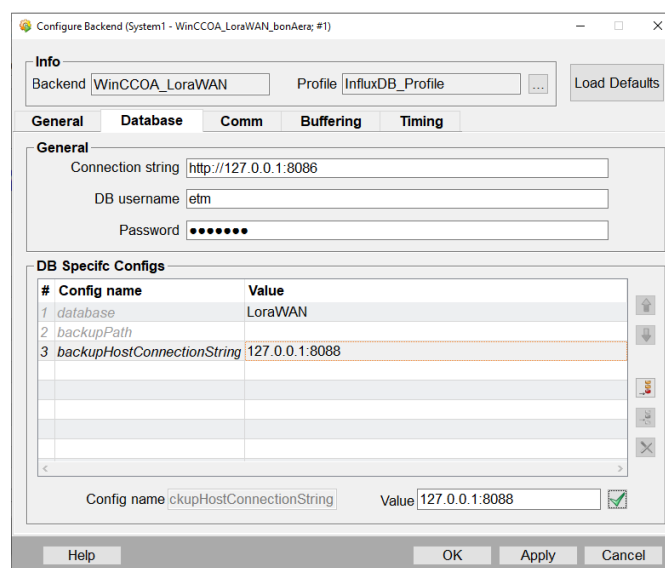 Configure Backend (System1 - WinCCOA_LoraWAN_bonAera; #1)
Info
Backend WinCCOA_LoraWAN Profile InfluxDB_Profile ... Load Defaults
General Database Comm Buffering Timing
General
Connection string http://127.0.0.1:8086
DB username etm
Password ●●●●●●●
DB Specifc Configs
# Config name Value
1 database LoraWAN
2 backupPath
3 backupHostConnectionString 127.0.0.1:8088
Config name ckupHostConnectionString Value 127.0.0.1:8088
Help OK Apply Cancel